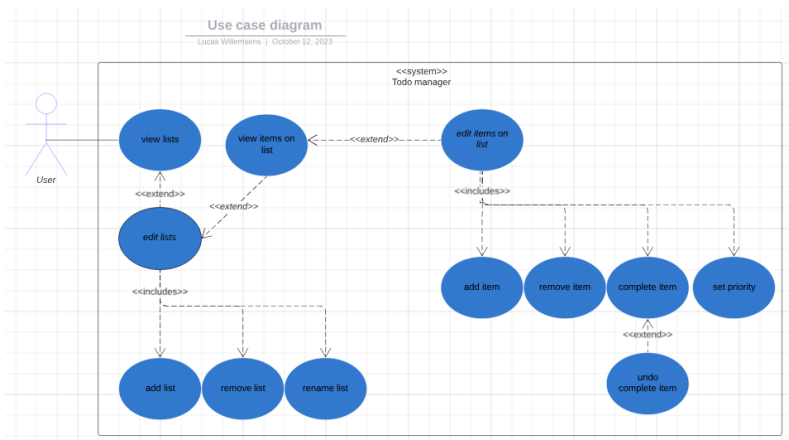 Use case diagram
Lucas Willemsens | October 12, 2023
<<system>>
Todo manager
User
view lists
view items on
list
<<extend>>
edit items on
list
<<extend>>
<<extend>>
<<includes>>
edit lists
<<includes>>
add item
remove item
complete item
set priority
<<extend>>
add list
remove list
rename list
undo
complete item